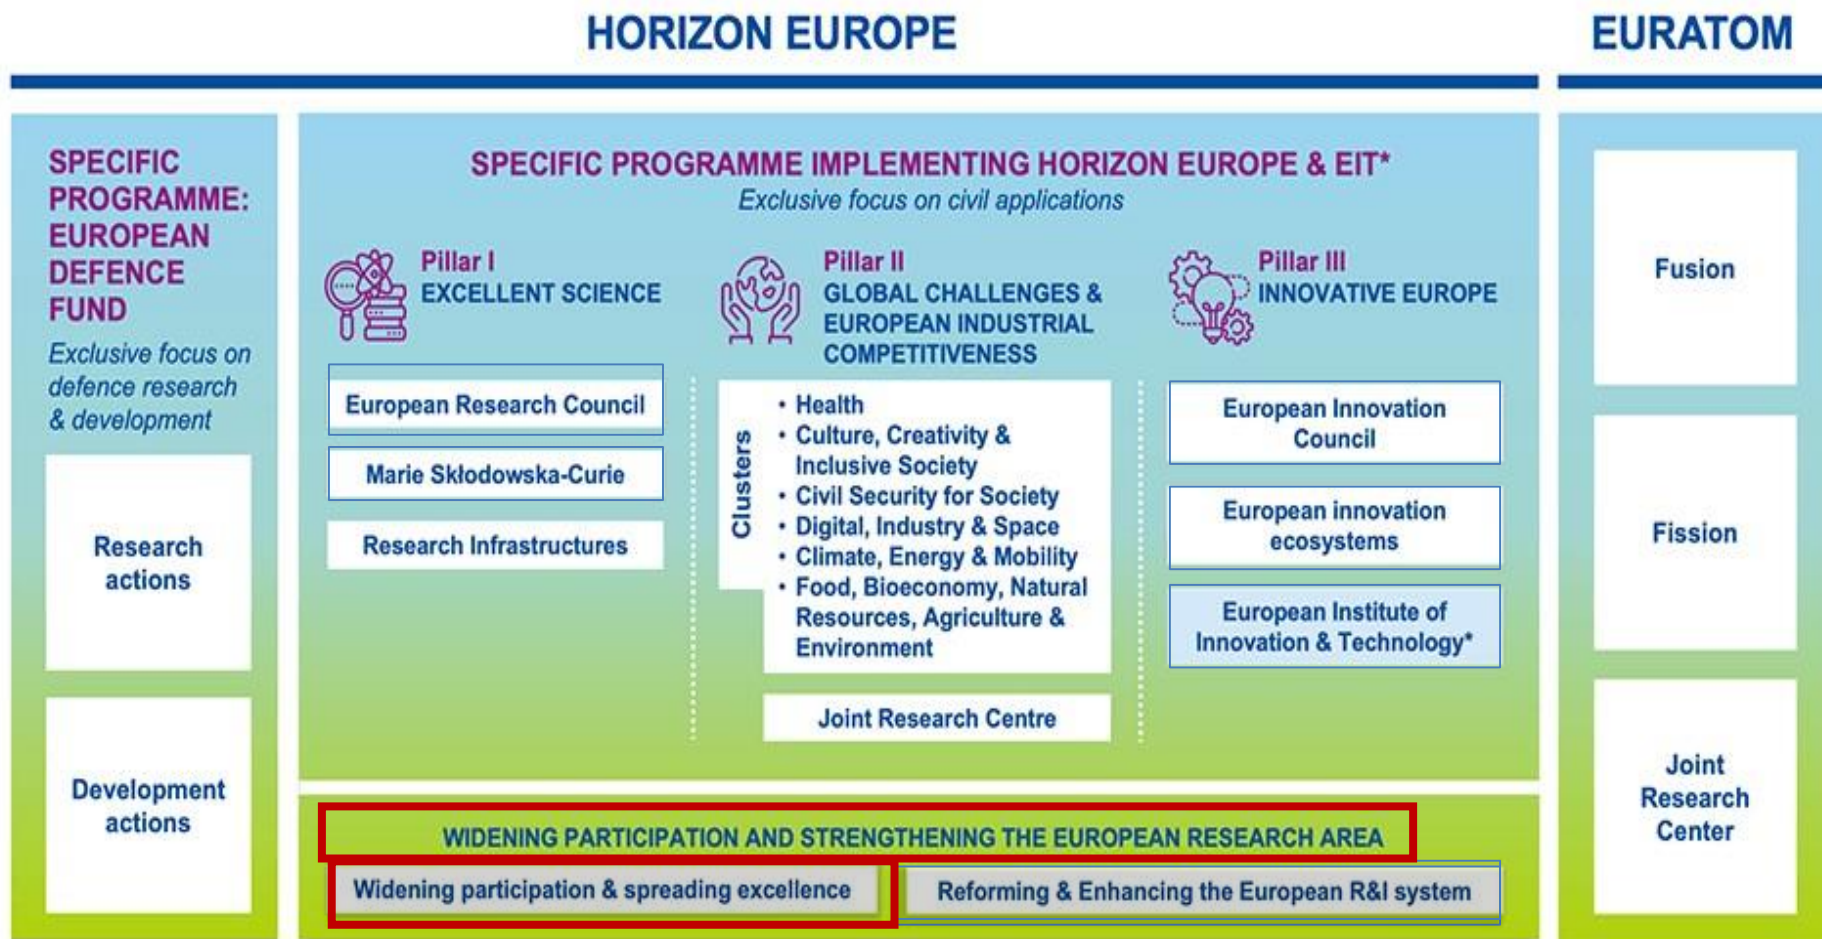 HORIZON EUROPE
EURATOM
SPECIFIC
PROGRAMME:
EUROPEAN
DEFENCE
FUND
Exclusive focus on
defence research
& development
Research
actions
Development
actions
SPECIFIC PROGRAMME IMPLEMENTING HORIZON EUROPE & EIT*
Exclusive focus on civil applications
Pillar I
EXCELLENT SCIENCE
European Research Council
Marie Skłodowska-Curie
Research Infrastructures
Pillar II
GLOBAL CHALLENGES &
EUROPEAN INDUSTRIAL
COMPETITIVENESS
Clusters
• Health
• Culture, Creativity &
Inclusive Society
• Civil Security for Society
• Digital, Industry & Space
• Climate, Energy & Mobility
• Food, Bioeconomy, Natural
Resources, Agriculture &
Environment
Joint Research Centre
Pillar III
INNOVATIVE EUROPE
European Innovation
Council
European innovation
ecosystems
European Institute of
Innovation & Technology*
WIDENING PARTICIPATION AND STRENGTHENING THE EUROPEAN RESEARCH AREA
Widening participation & spreading excellence
Reforming & Enhancing the European R&I system
Fusion
Fission
Joint
Research
Center